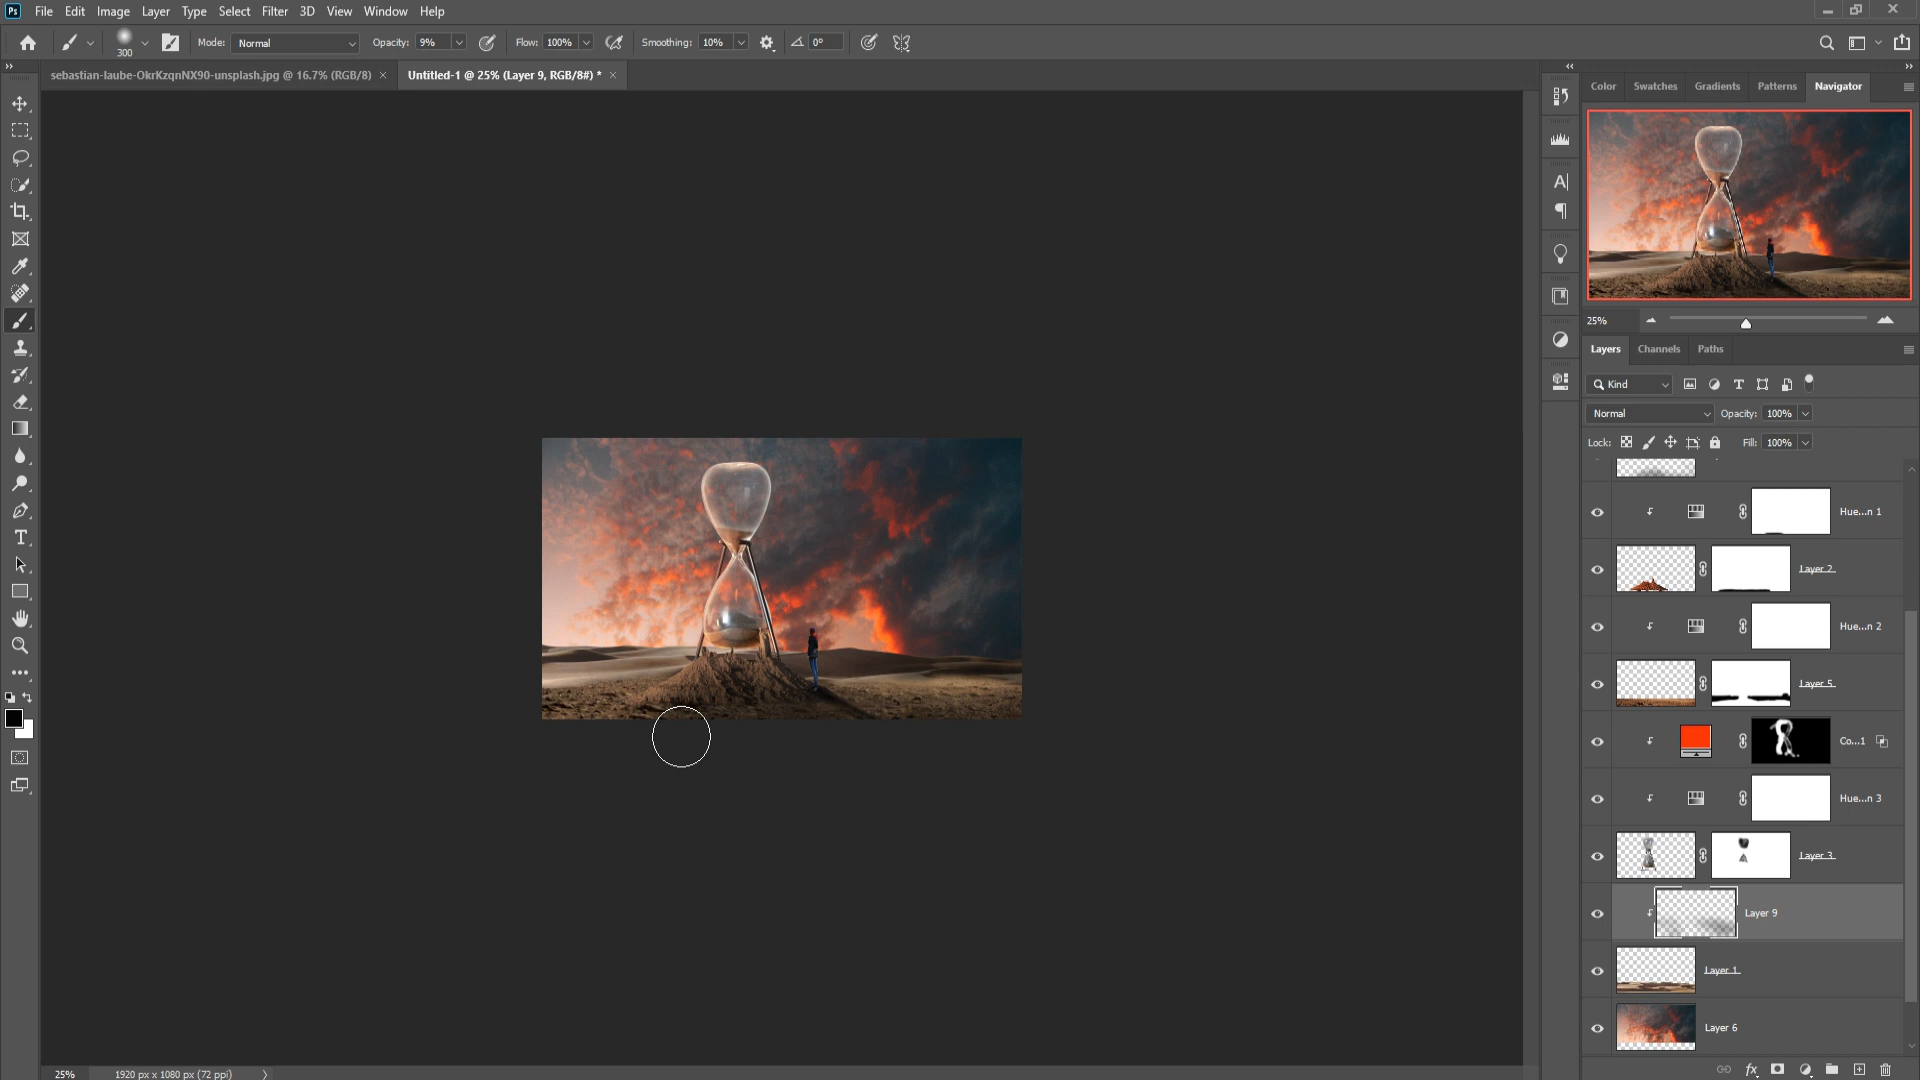 Ps File Edit Image Layer Type Select Filter 3D View Window Help
300 Mode: Normal Opacity: 9% Flow: 100% Smoothing: 10% 0°
sebastian-laube-OkrKzqnNX90-unsplash.jpg @ 16.7% (RGB/8) × Untitled-1 @ 25% (Layer 9, RGB/8#) * ×
Color Swatches Gradients Patterns Navigator
25%
Layers Channels Paths
Kind
Normal Opacity: 100%
Lock: Fill: 100%
Hue...n 1
Layer 2
Hue...n 2
Layer 5
Co...1
Hue...n 3
Layer 3
Layer 9
Layer 1
Layer 6
25% 1920 px x 1080 px (72 ppi)